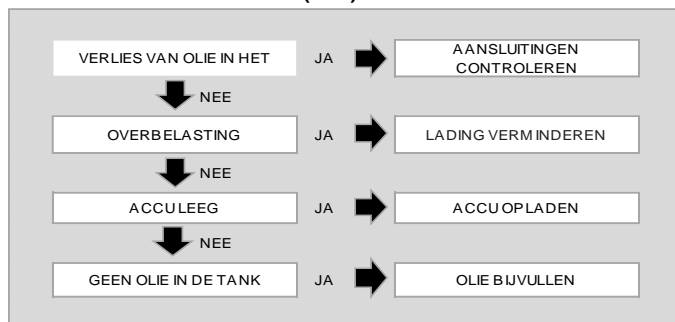 VERLIES VAN OLIE IN HET JA AANSLUITINGEN
CONTROLEREN
NEE
OVERBELASTING JA LADING VERMINDEREN
NEE
ACCU LEEG JA ACCU OPLADEN
NEE
GEEN OLIE IN DE TANK JA OLIE BIJVULLEN